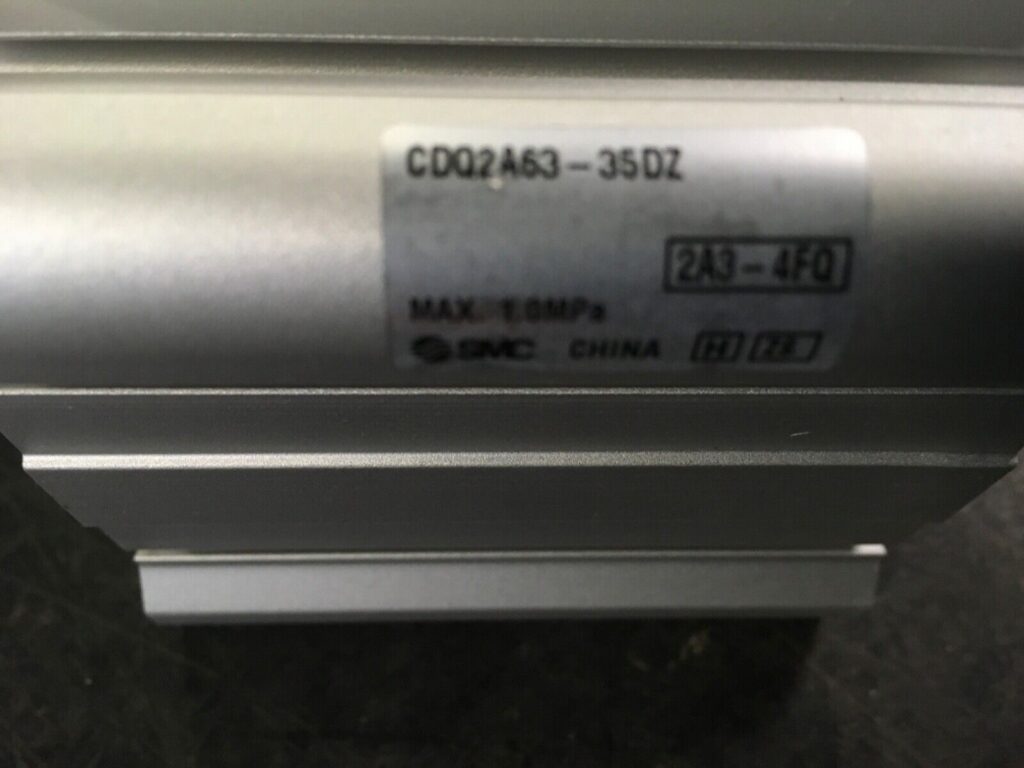 CDQ2A63-35DZ
2A3-4FQ
MAX. 1.0MPa
SMC CHINA H